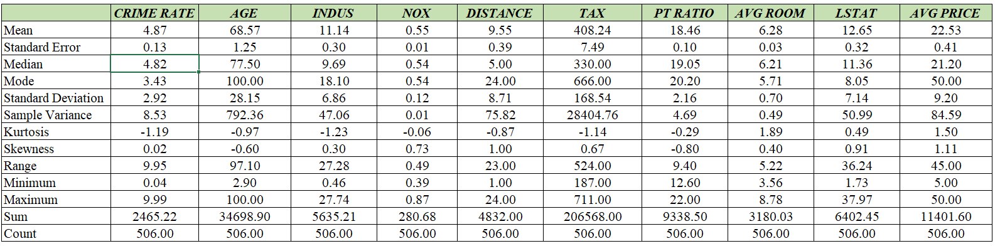 CRIME RATE AGE INDUS NOX DISTANCE TAX PT RATIO AVG ROOM LSTAT AVG PRICE
Mean 4.87 68.57 11.14 0.55 9.55 408.24 18.46 6.28 12.65 22.53
Standard Error 0.13 1.25 0.30 0.01 0.39 7.49 0.10 0.03 0.32 0.41
Median 4.82 77.50 9.69 0.54 5.00 330.00 19.05 6.21 11.36 21.20
Mode 3.43 100.00 18.10 0.54 24.00 666.00 20.20 5.71 8.05 50.00
Standard Deviation 2.92 28.15 6.86 0.12 8.71 168.54 2.16 0.70 7.14 9.20
Sample Variance 8.53 792.36 47.06 0.01 75.82 28404.76 4.69 0.49 50.99 84.59
Kurtosis -1.19 -0.97 -1.23 -0.06 -0.87 -1.14 -0.29 1.89 0.49 1.50
Skewness 0.02 -0.60 0.30 0.73 1.00 0.67 -0.80 0.40 0.91 1.11
Range 9.95 97.10 27.28 0.49 23.00 524.00 9.40 5.22 36.24 45.00
Minimum 0.04 2.90 0.46 0.39 1.00 187.00 12.60 3.56 1.73 5.00
Maximum 9.99 100.00 27.74 0.87 24.00 711.00 22.00 8.78 37.97 50.00
Sum 2465.22 34698.90 5635.21 280.68 4832.00 206568.00 9338.50 3180.03 6402.45 11401.60
Count 506.00 506.00 506.00 506.00 506.00 506.00 506.00 506.00 506.00 506.00